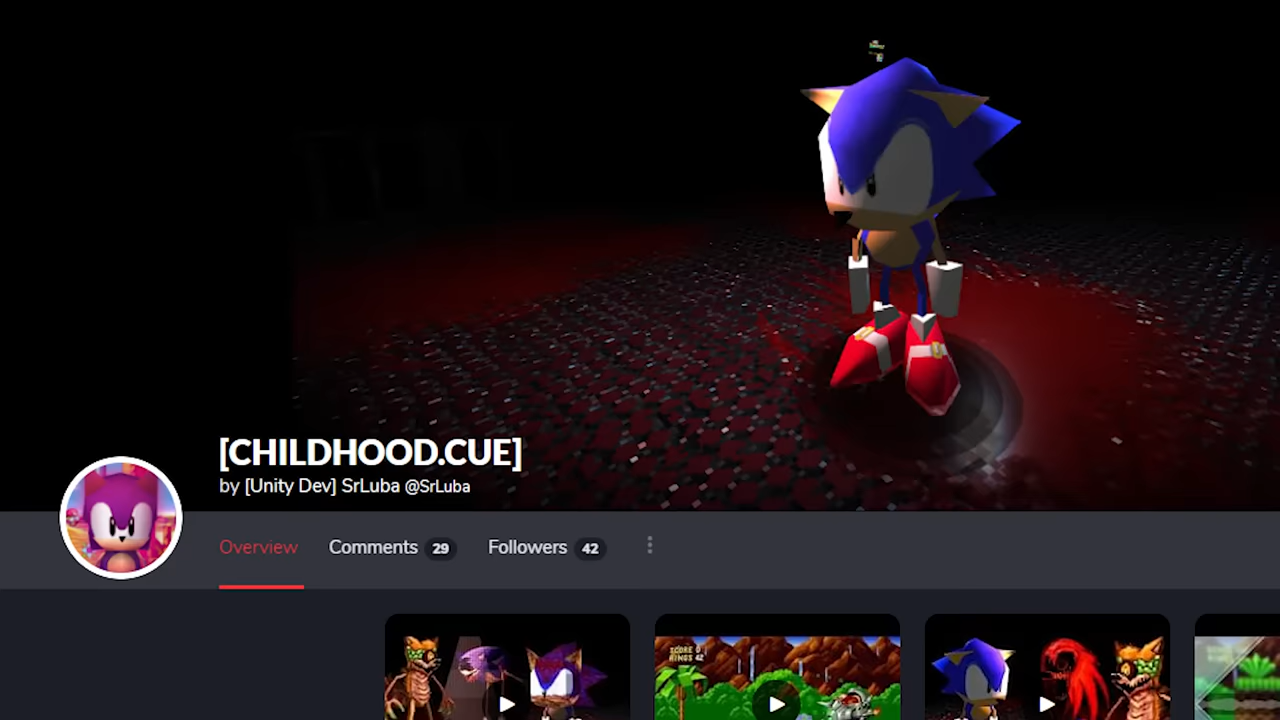 [CHILDHOOD.CUE]
by [Unity Dev] SrLuba @SrLuba
Overview Comments 29 Followers 42
SCORE 0
RINGS 42